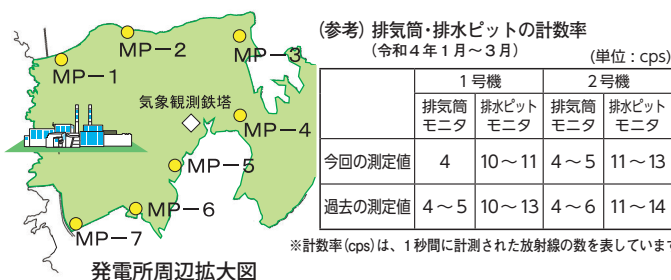 MP－1
MP－2
MP－3
気象観測鉄塔
MP－4
MP－5
MP－6
MP－7
発電所周辺拡大図
(参考) 排気筒・排水ピットの計数率
(令和４年１月～３月)
(単位：cps)
1号機 2号機
排気筒モニタ 排水ピットモニタ 排気筒モニタ 排水ピットモニタ
今回の測定値 4 10～11 4～5 11～13
過去の測定値 4～5 10～13 4～6 11～14
※計数率(cps)は、１秒間に計測された放射線の数を表しています